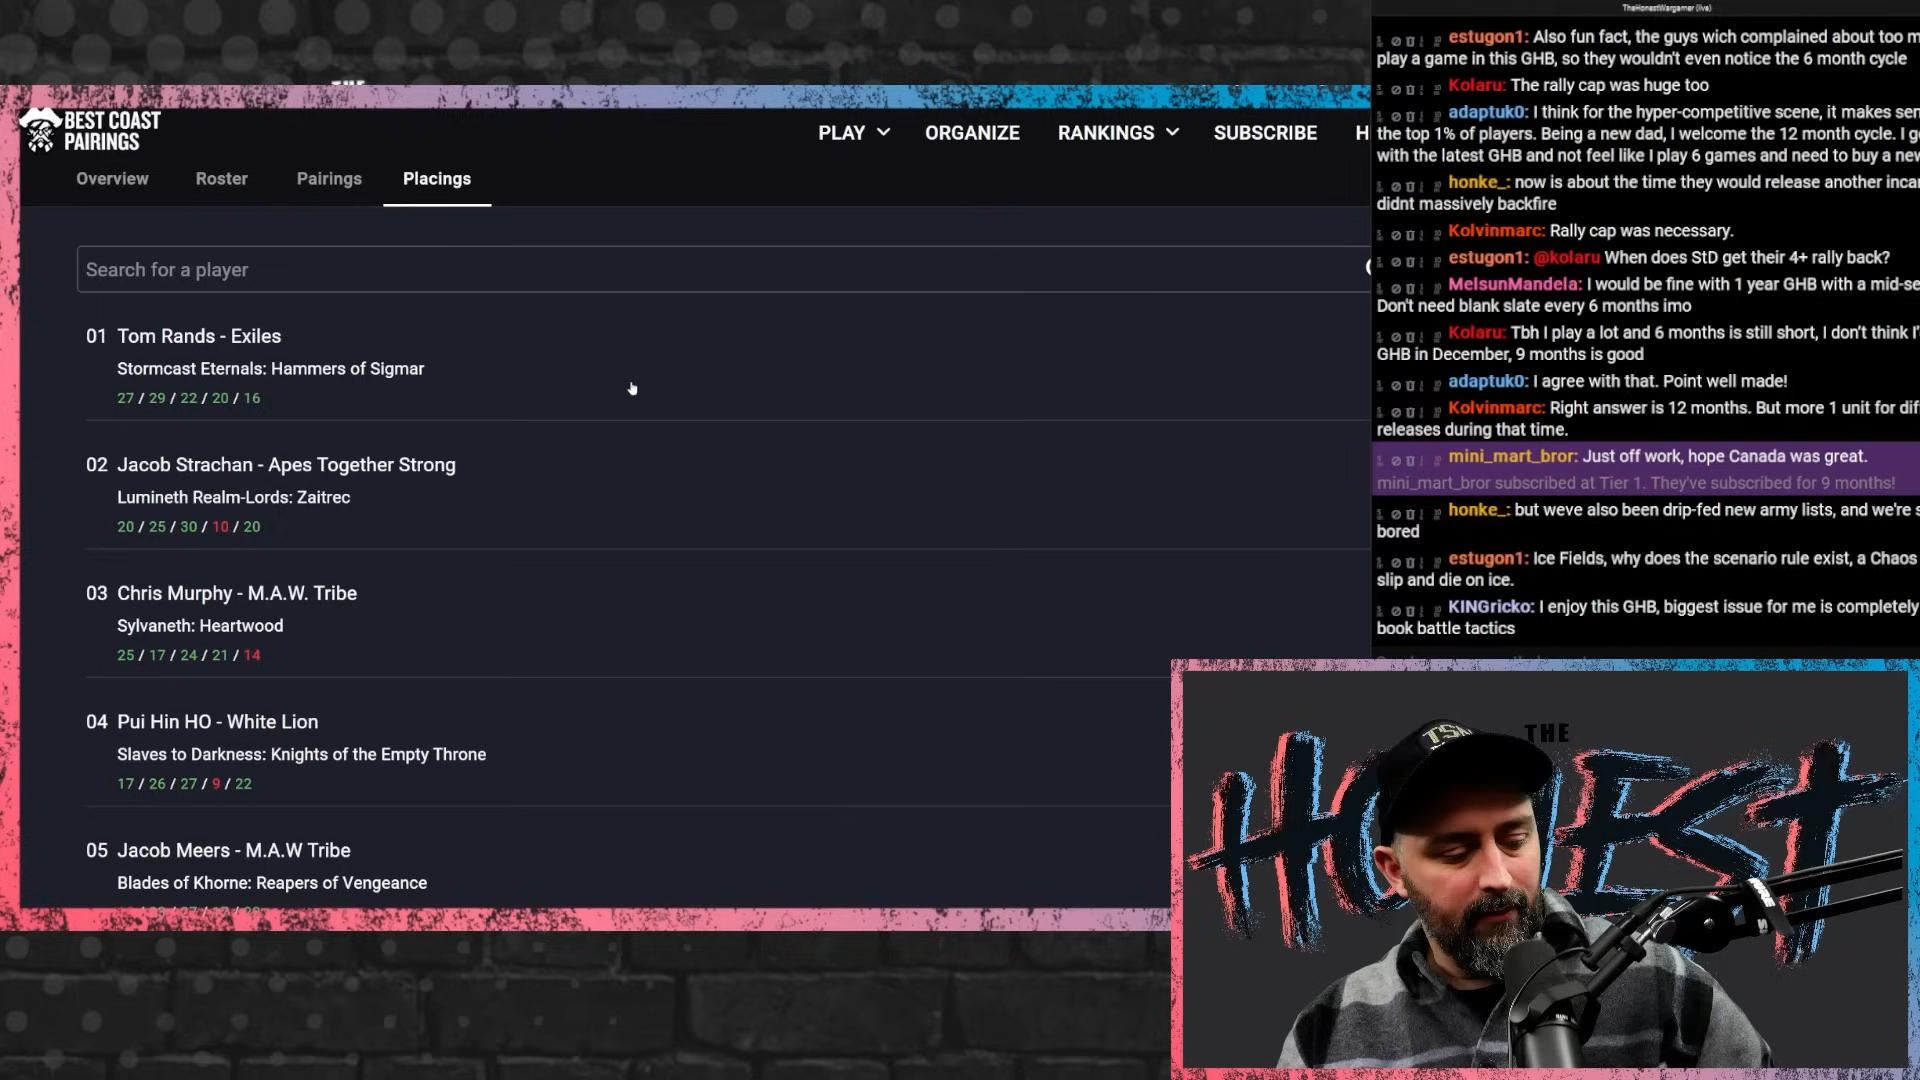 TheHonestWargamer (live)
BEST COAST
PAIRINGS
PLAY
ORGANIZE
RANKINGS
SUBSCRIBE
Overview
Roster
Pairings
Placings
Search for a player
01 Tom Rands - Exiles
Stormcast Eternals: Hammers of Sigmar
27 / 29 / 22 / 20 / 16
02 Jacob Strachan - Apes Together Strong
Lumineth Realm-Lords: Zaitrec
20 / 25 / 30 / 10 / 20
03 Chris Murphy - M.A.W. Tribe
Sylvaneth: Heartwood
25 / 17 / 24 / 21 / 14
04 Pui Hin HO - White Lion
Slaves to Darkness: Knights of the Empty Throne
17 / 26 / 27 / 9 / 22
05 Jacob Meers - M.A.W Tribe
Blades of Khorne: Reapers of Vengeance
estugon1: Also fun fact, the guys wich complained about too m
play a game in this GHB, so they wouldn't even notice the 6 month cycle
Kolaru: The rally cap was huge too
adaptuk0: I think for the hyper-competitive scene, it makes sen
the top 1% of players. Being a new dad, I welcome the 12 month cycle. I g
with the latest GHB and not feel like I play 6 games and need to buy a new
honke_: now is about the time they would release another incar
didnt massively backfire
Kolvinmarc: Rally cap was necessary.
estugon1: @kolaru When does StD get their 4+ rally back?
MelsunMandela: I would be fine with 1 year GHB with a mid-se
Don't need blank slate every 6 months imo
Kolaru: Tbh I play a lot and 6 months is still short, I don't think I'
GHB in December, 9 months is good
adaptuk0: I agree with that. Point well made!
Kolvinmarc: Right answer is 12 months. But more 1 unit for dif
releases during that time.
mini_mart_bror: Just off work, hope Canada was great.
mini_mart_bror subscribed at Tier 1. They've subscribed for 9 months!
honke_: but weve also been drip-fed new army lists, and we're s
bored
estugon1: Ice Fields, why does the scenario rule exist, a Chaos
slip and die on ice.
KINGricko: I enjoy this GHB, biggest issue for me is completely
book battle tactics
THE
HONEST